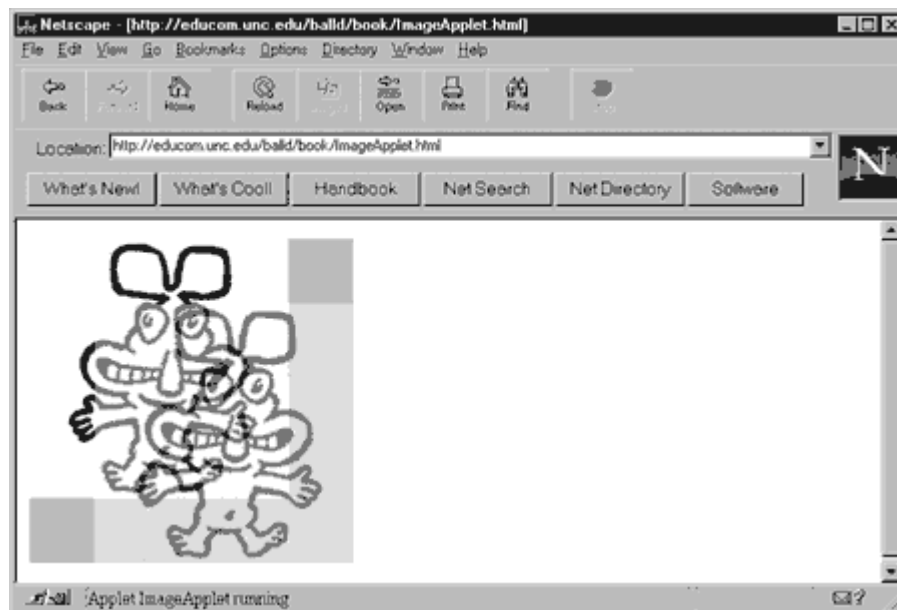 Netscape - [http://educom.unc.edu/balld/book/ImageApplet.html]
File Edit View Go Bookmarks Options Directory Window Help
Back Home Reload Open Print Find
Location: http://educom.unc.edu/balld/book/ImageApplet.html
N
What's New! What's Cool! Handbook Net Search Net Directory Software
Applet ImageApplet running
?